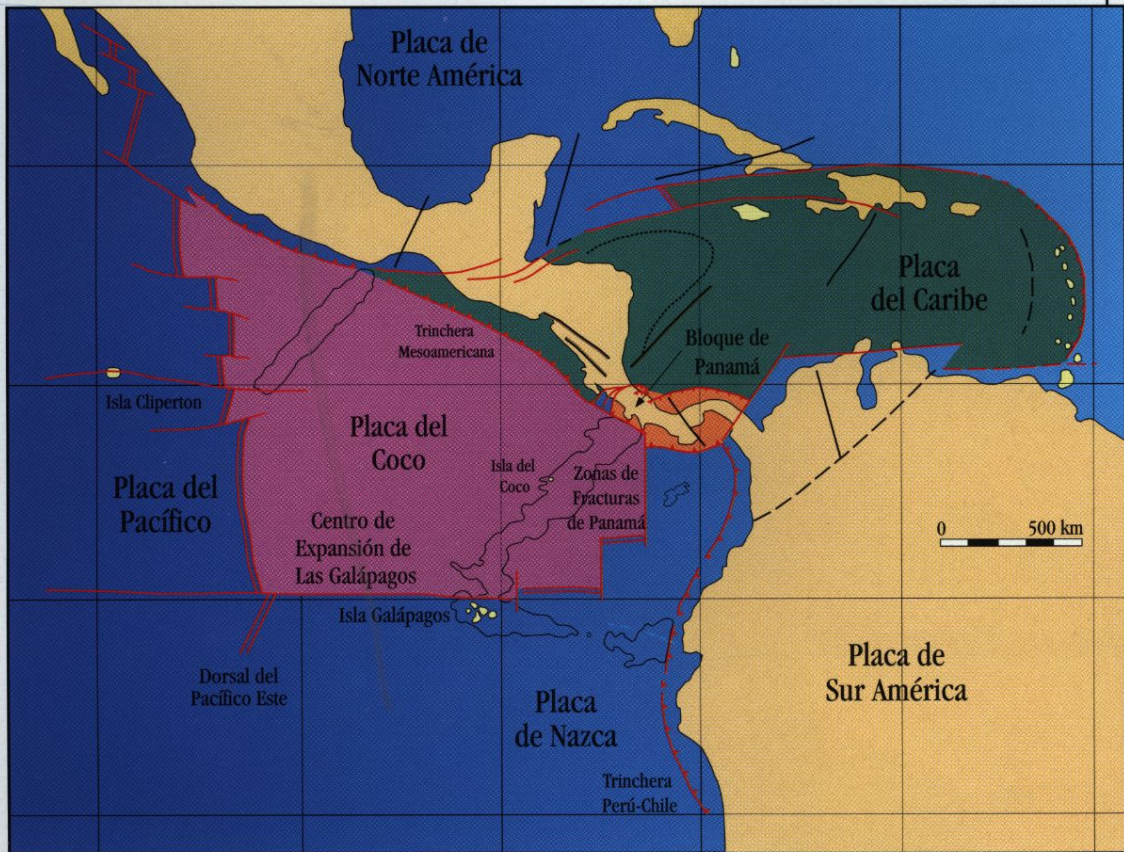 Placa de
Norte América
Placa
del Caribe
Trinchera
Mesoamericana
Bloque de
Panamá
Isla Cliperton
Placa del
Coco
Isla del
Coco
Zonas de
Fracturas
de Panamá
Placa del
Pacífico
Centro de
Expansión de
Las Galápagos
0 500 km
Isla Galápagos
Dorsal del
Pacífico Este
Placa de
Sur América
Placa
de Nazca
Trinchera
Perú-Chile